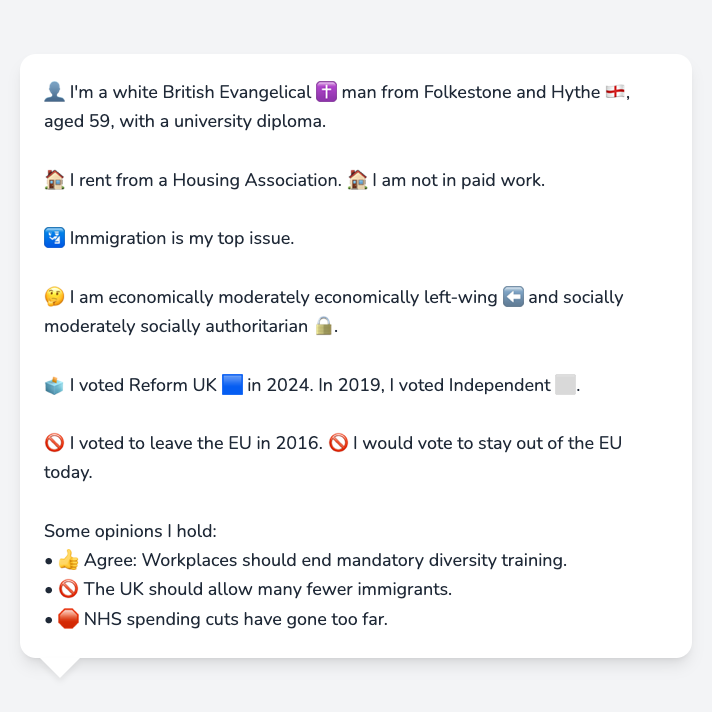 👤 I'm a white British Evangelical ✝️ man from Folkestone and Hythe 🏴󠁧󠁢󠁥󠁮󠁧󠁿,
aged 59, with a university diploma.
🏠 I rent from a Housing Association. 🏠 I am not in paid work.
🛂 Immigration is my top issue.
🤔 I am economically moderately economically left-wing ⬅️ and socially
moderately socially authoritarian 🔒.
🗳️ I voted Reform UK 🟦 in 2024. In 2019, I voted Independent ⬜.
🚫 I voted to leave the EU in 2016. 🚫 I would vote to stay out of the EU
today.
Some opinions I hold:
• 👍 Agree: Workplaces should end mandatory diversity training.
• 🚫 The UK should allow many fewer immigrants.
• 🛑 NHS spending cuts have gone too far.